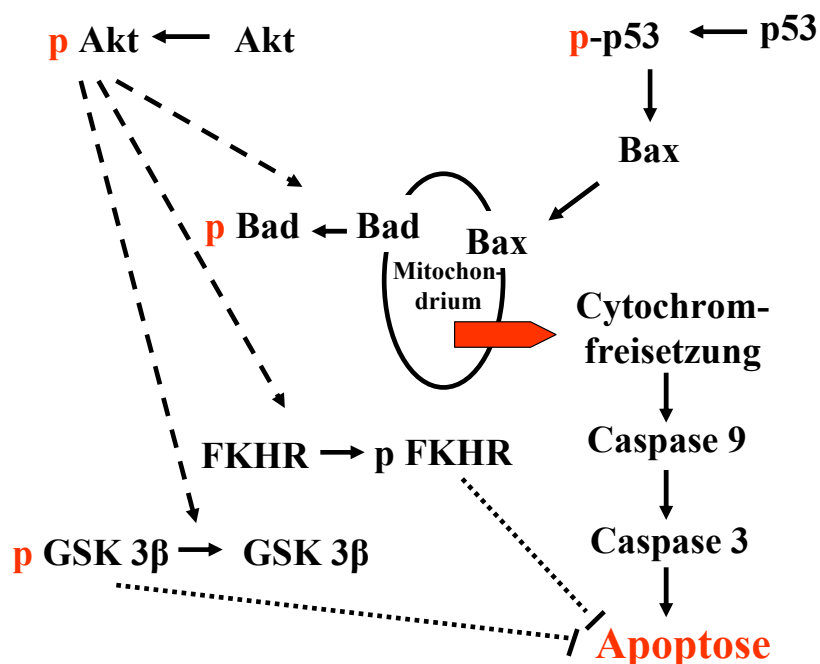 p Akt Akt
p-p53 p53
Bax
p Bad Bad
Bax
Mitochon-
drium
Cytochrom-
freisetzung
Caspase 9
FKHR p FKHR
Caspase 3
p GSK 3β GSK 3β
Apoptose